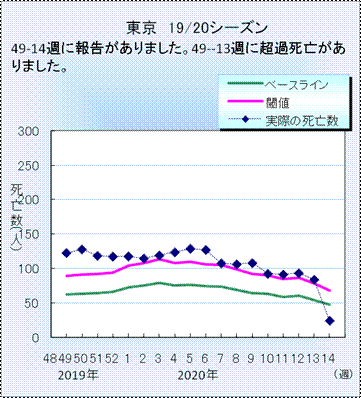 東京 19/20シーズン
49-14週に報告がありました。49--13週に超過死亡があ
りました。
ベースライン
閾値
実際の死亡数
死亡数(人)
300
250
200
150
100
50
0
48 49 50 51 52 1 2 3 4 5 6 7 8 9 10 11 12 13 14
2019年 2020年 (週)